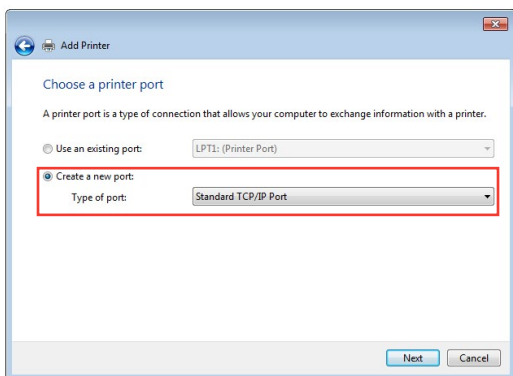 Add Printer
Choose a printer port
A printer port is a type of connection that allows your computer to exchange information with a printer.
Use an existing port: LPT1: (Printer Port)
Create a new port:
Type of port: Standard TCP/IP Port
Next Cancel